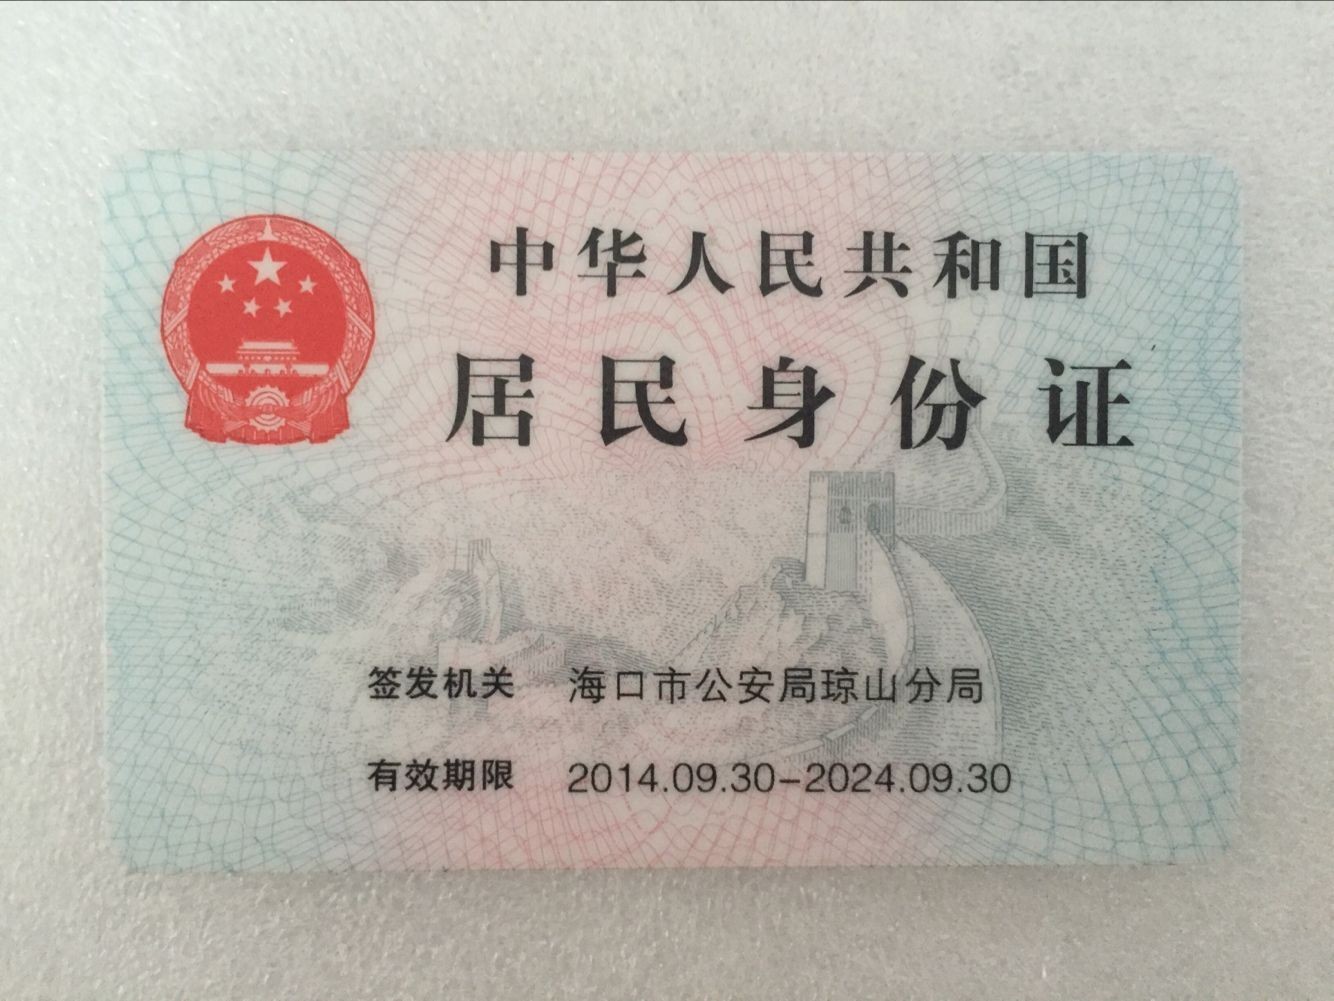 中华人民共和国
居民身份证
签发机关 海口市公安局琼山分局
有效期限 2014.09.30-2024.09.30